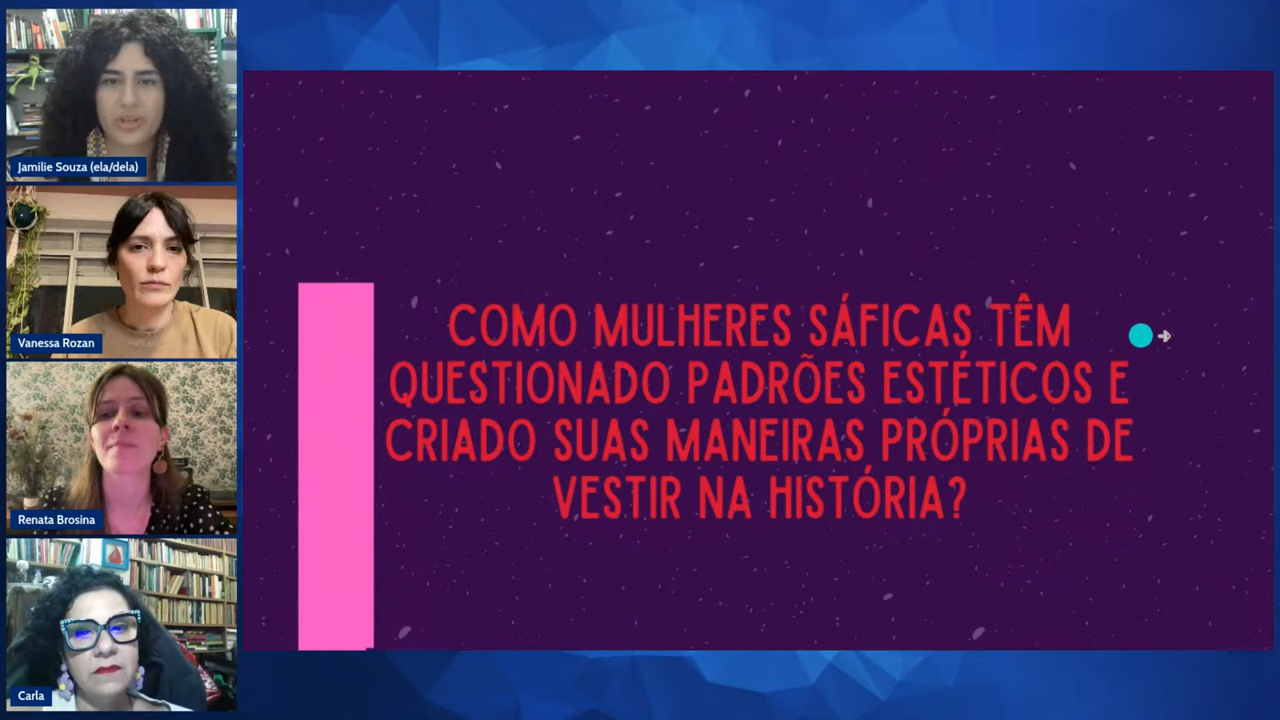 Jamilie Souza (ela/dela)
Vanessa Rozan
Renata Brosina
Carla
COMO MULHERES SÁFICAS TÊM
QUESTIONADO PADRÕES ESTÉTICOS E
CRIADO SUAS MANEIRAS PRÓPRIAS DE
VESTIR NA HISTÓRIA?